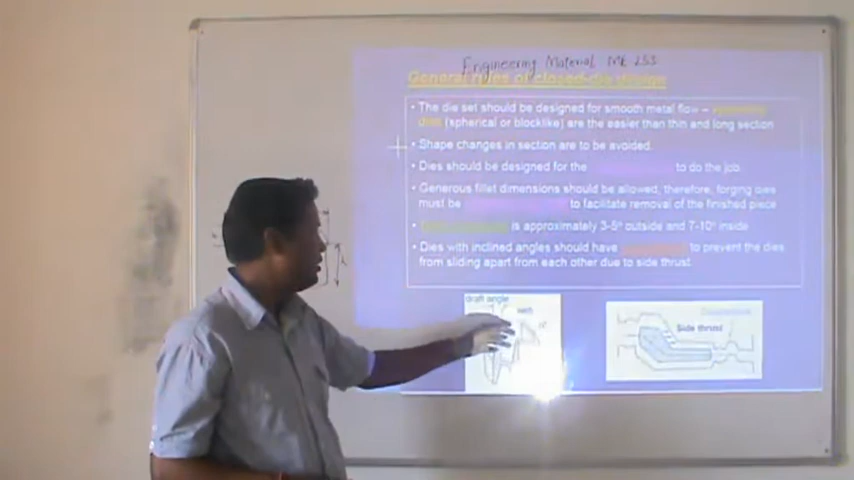 Engineering Material ME 253
General rules of closed-die design
• The die set should be designed for smooth metal flow –
dies (spherical or blocklike) are the easier than thin and long section
• Shape changes in section are to be avoided.
• Dies should be designed for the to do the job.
• Generous fillet dimensions should be allowed, therefore, forging dies
must be to facilitate removal of the finished piece
• is approximately 3-5° outside and 7-10° inside
• Dies with inclined angles should have to prevent the dies
from sliding apart from each other due to side thrust
draft angle
Side thrust
h